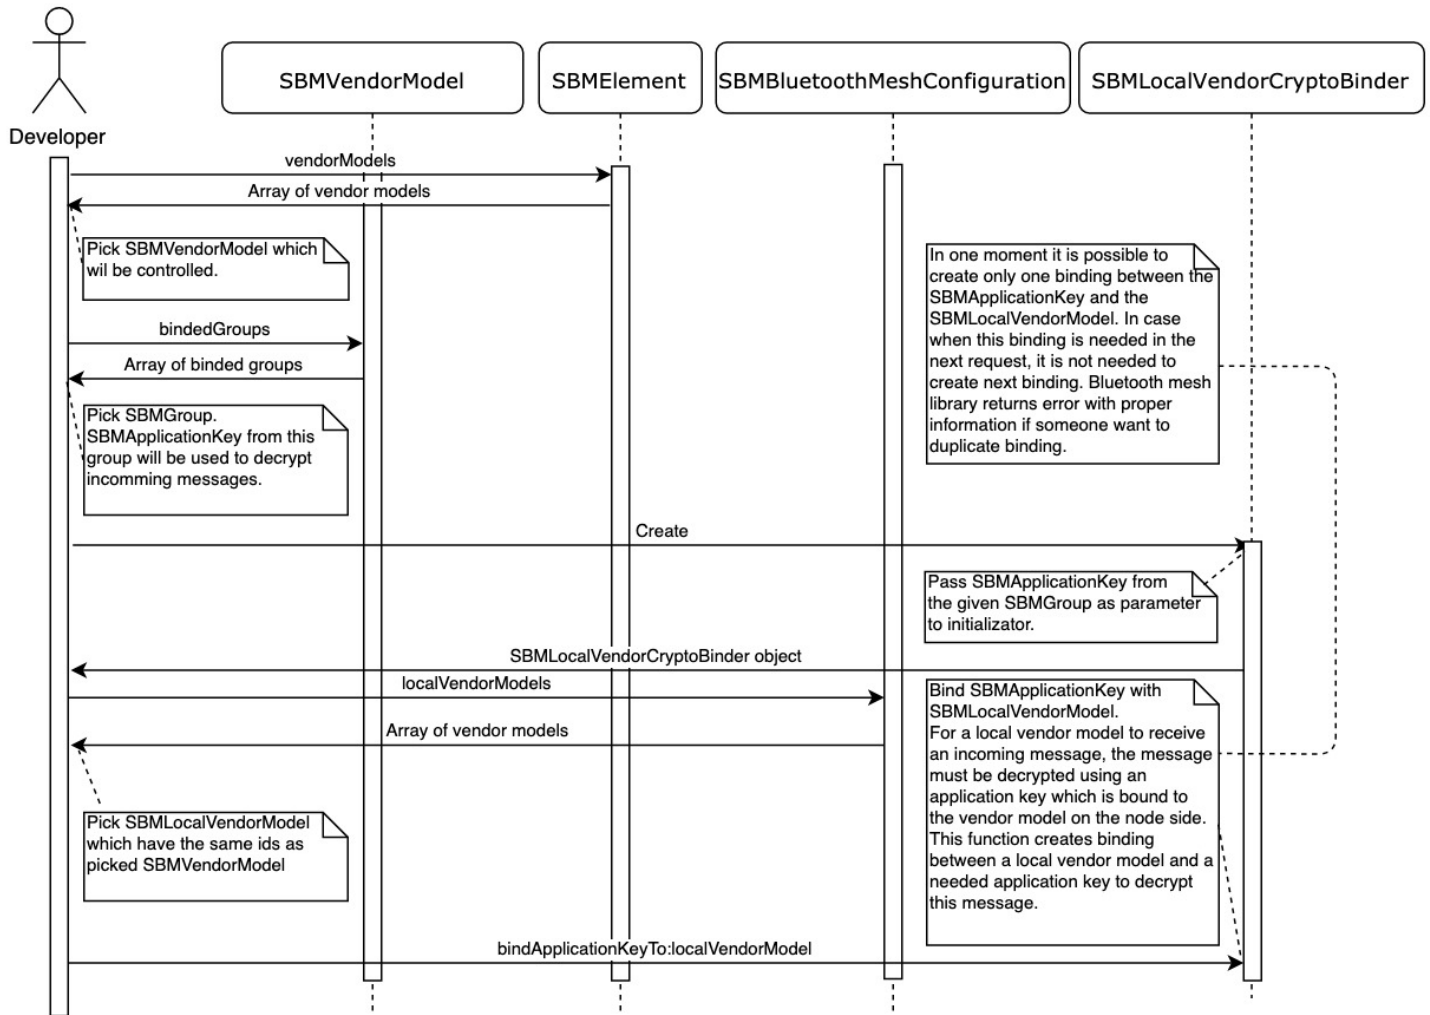 SBMVendorModel
SBMElement
SBMBluetoothMeshConfiguration
SBMLocalVendorCryptoBinder
Developer
vendorModels
Array of vendor models
Pick SBMVendorModel which
wil be controlled.
In one moment it is possible to
create only one binding between the
SBMApplicationKey and the
SBMLocalVendorModel. In case
when this binding is needed in the
next request, it is not needed to
create next binding. Bluetooth mesh
library returns error with proper
information if someone want to
duplicate binding.
bindedGroups
Array of binded groups
Pick SBMGroup.
SBMApplicationKey from this
group will be used to decrypt
incomming messages.
Create
Pass SBMApplicationKey from
the given SBMGroup as parameter
to initializator.
SBMLocalVendorCryptoBinder object
localVendorModels
Bind SBMApplicationKey with
SBMLocalVendorModel.
For a local vendor model to receive
an incoming message, the message
must be decrypted using an
application key which is bound to
the vendor model on the node side.
This function creates binding
between a local vendor model and a
needed application key to decrypt
this message.
Array of vendor models
Pick SBMLocalVendorModel
which have the same ids as
picked SBMVendorModel
bindApplicationKeyTo:localVendorModel